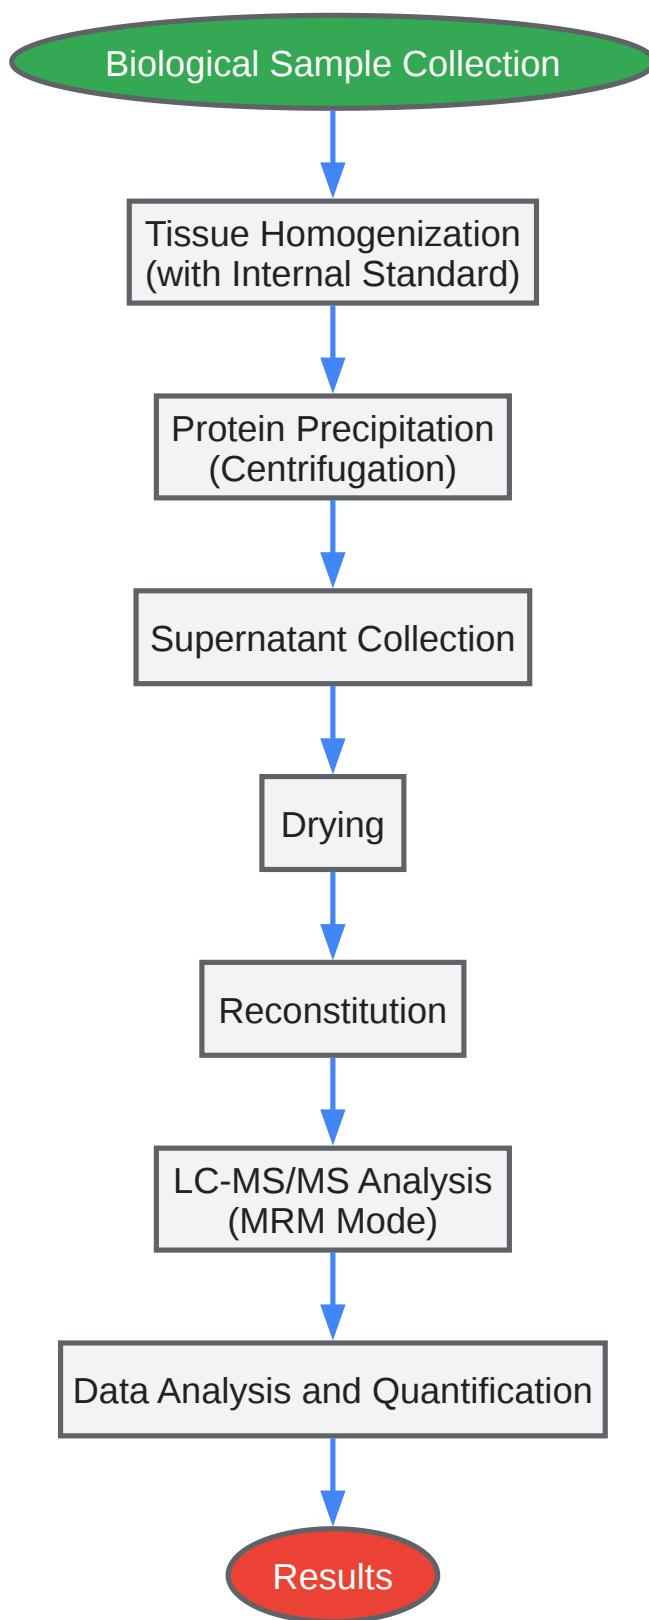 Biological Sample Collection
Tissue Homogenization
(with Internal Standard)
Protein Precipitation
(Centrifugation)
Supernatant Collection
Drying
Reconstitution
LC-MS/MS Analysis
(MRM Mode)
Data Analysis and Quantification
Results